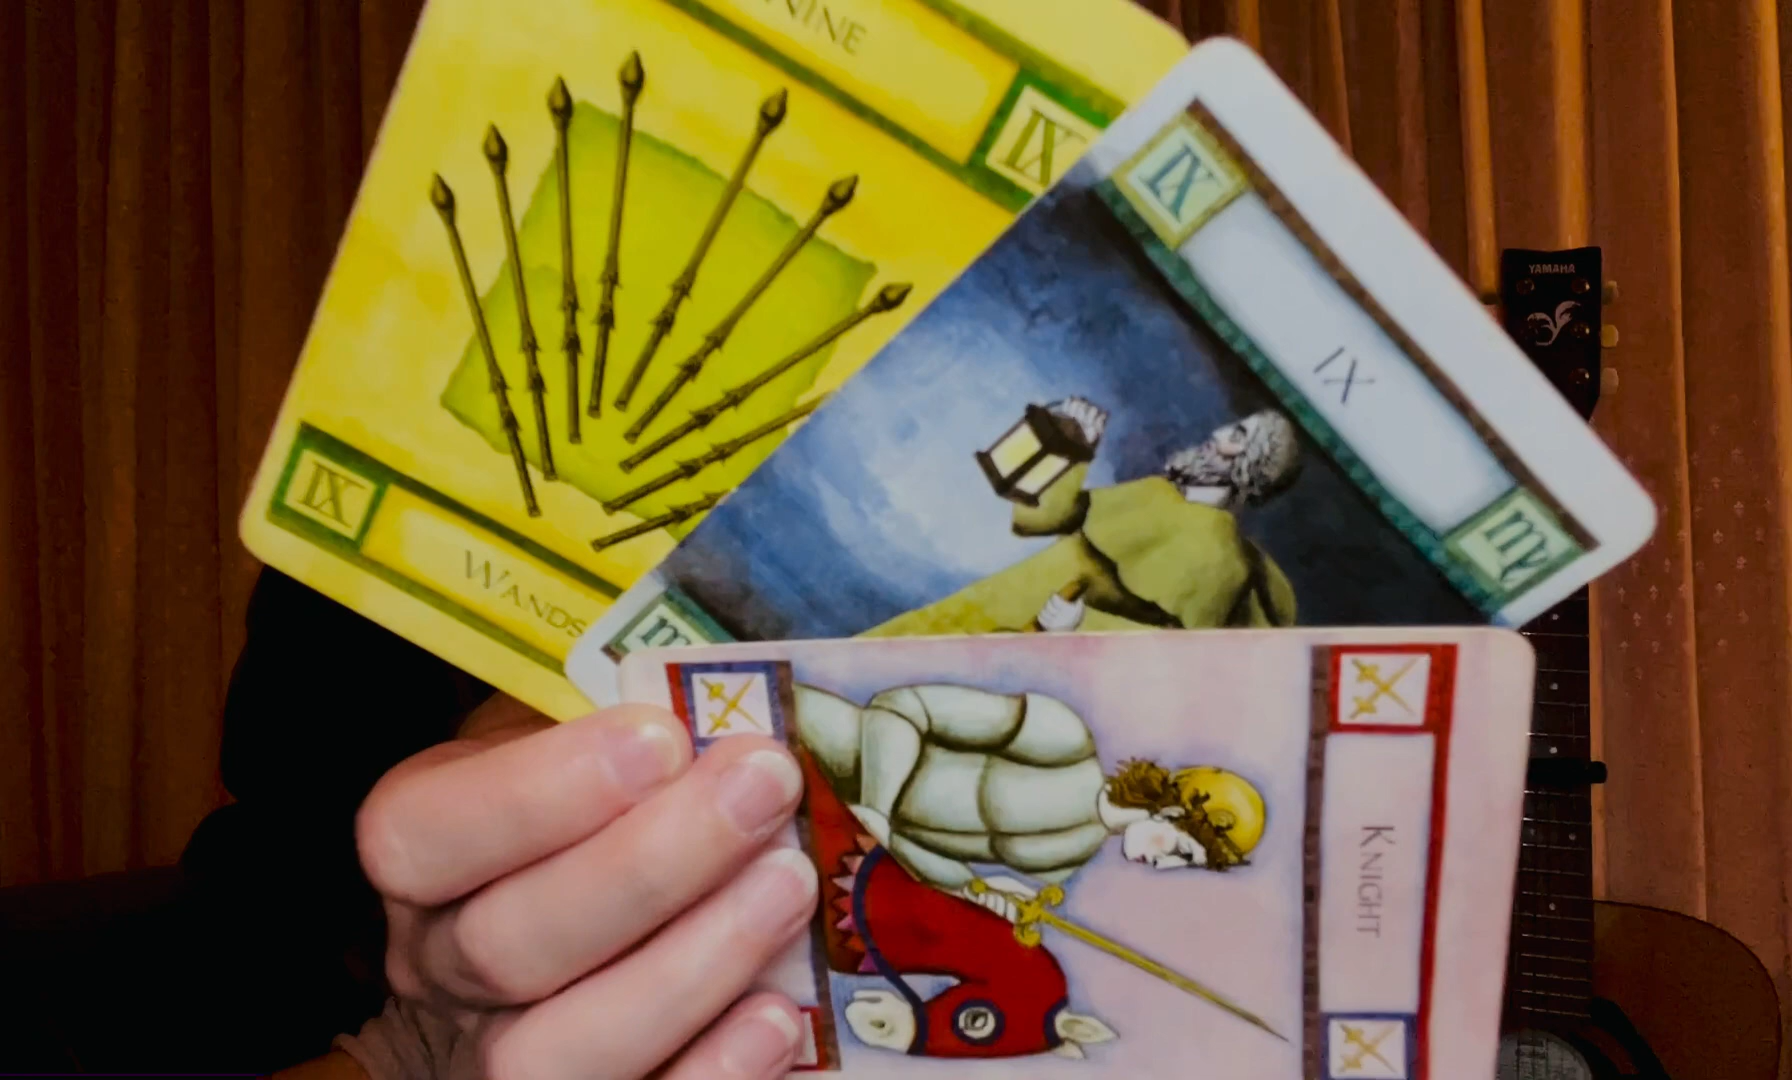 NINE
IX
IX
IX
YAMAHA
IX
WANDS
KNIGHT